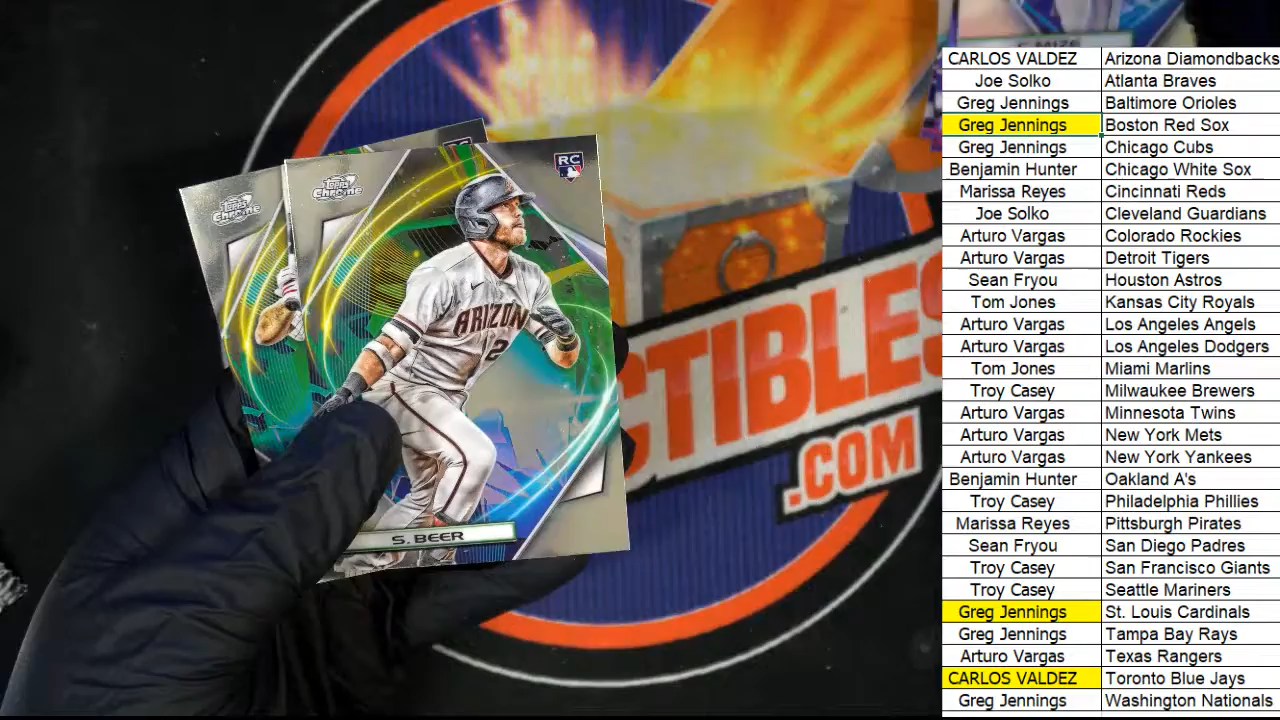 Topps
Chrome
Topps
Chrome
RC
ARIZON
2
S. BEER
CTIBLES
.COM
CARLOS VALDEZ Arizona Diamondbacks
Joe Solko Atlanta Braves
Greg Jennings Baltimore Orioles
Greg Jennings Boston Red Sox
Greg Jennings Chicago Cubs
Benjamin Hunter Chicago White Sox
Marissa Reyes Cincinnati Reds
Joe Solko Cleveland Guardians
Arturo Vargas Colorado Rockies
Arturo Vargas Detroit Tigers
Sean Fryou Houston Astros
Tom Jones Kansas City Royals
Arturo Vargas Los Angeles Angels
Arturo Vargas Los Angeles Dodgers
Tom Jones Miami Marlins
Troy Casey Milwaukee Brewers
Arturo Vargas Minnesota Twins
Arturo Vargas New York Mets
Arturo Vargas New York Yankees
Benjamin Hunter Oakland A's
Troy Casey Philadelphia Phillies
Marissa Reyes Pittsburgh Pirates
Sean Fryou San Diego Padres
Troy Casey San Francisco Giants
Troy Casey Seattle Mariners
Greg Jennings St. Louis Cardinals
Greg Jennings Tampa Bay Rays
Arturo Vargas Texas Rangers
CARLOS VALDEZ Toronto Blue Jays
Greg Jennings Washington Nationals